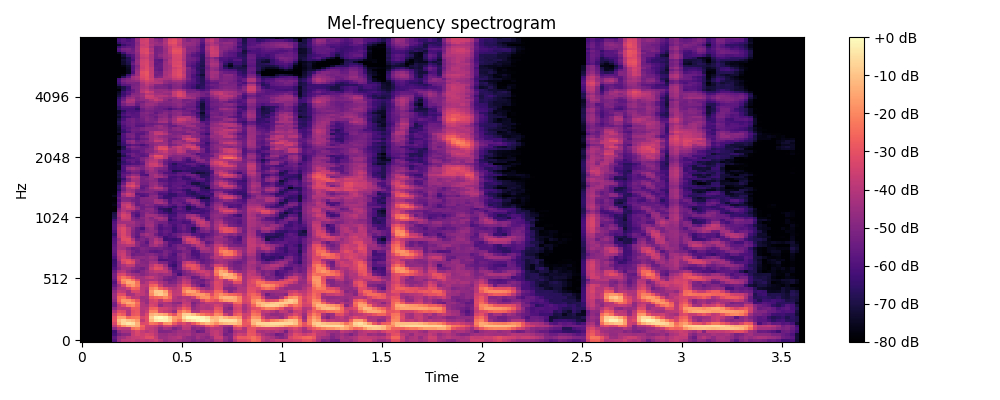 Mel-frequency spectrogram
+0 dB
-10 dB
-20 dB
-30 dB
-40 dB
-50 dB
-60 dB
-70 dB
-80 dB
4096
2048
1024
512
0
Hz
0 0.5 1 1.5 2 2.5 3 3.5
Time